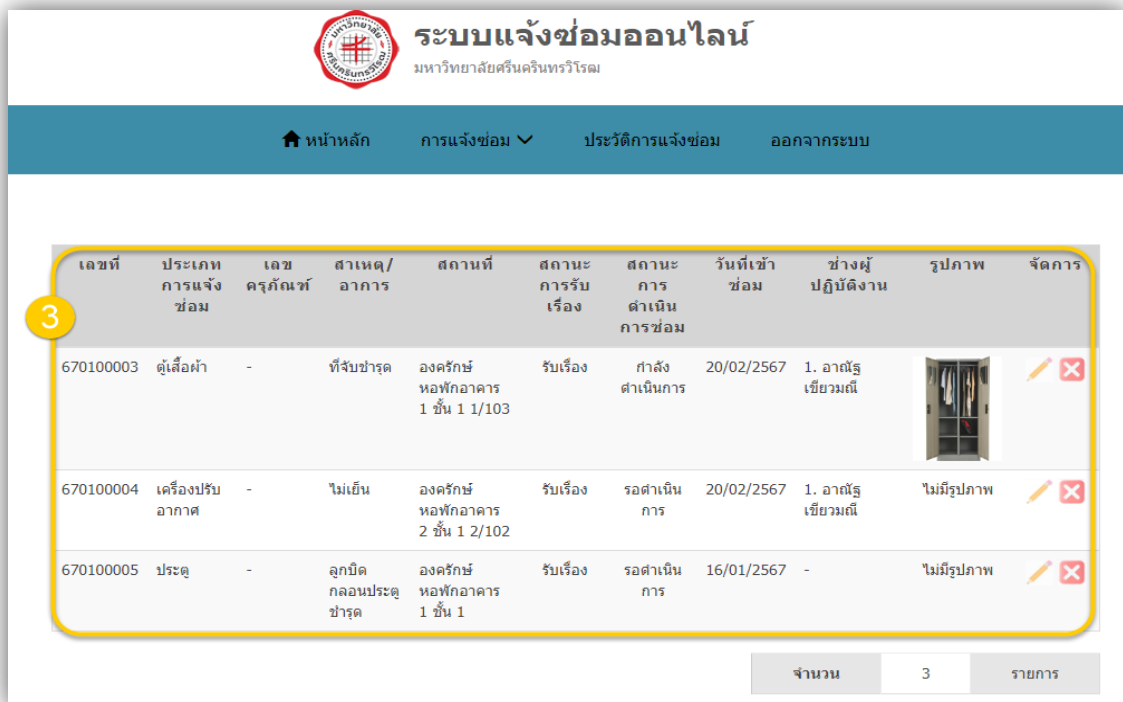 ระบบแจ้งซ่อมออนไลน์
มหาวิทยาลัยศรีนครินทรวิโรฒ
หน้าหลัก การแจ้งซ่อม ประวัติการแจ้งซ่อม ออกจากระบบ
3
เลขที่ ประเภทการแจ้งซ่อม เลขครุภัณฑ์ สาเหตุ/อาการ สถานที่ สถานะการรับเรื่อง สถานะการดำเนินการซ่อม วันที่เข้าซ่อม ช่างผู้ปฏิบัติงาน รูปภาพ จัดการ
670100003 ตู้เสื้อผ้า - ที่จับชำรุด องครักษ์ หอพักอาคาร 1 ชั้น 1 1/103 รับเรื่อง กำลังดำเนินการ 20/02/2567 1. อาณัฐ เขียวมณี
670100004 เครื่องปรับอากาศ - ไม่เย็น องครักษ์ หอพักอาคาร 2 ชั้น 1 2/102 รับเรื่อง รอดำเนินการ 20/02/2567 1. อาณัฐ เขียวมณี ไม่มีรูปภาพ
670100005 ประตู - ลูกบิด กลอนประตู ชำรุด องครักษ์ หอพักอาคาร 1 ชั้น 1 รับเรื่อง รอดำเนินการ 16/01/2567 - ไม่มีรูปภาพ
จำนวน 3 รายการ